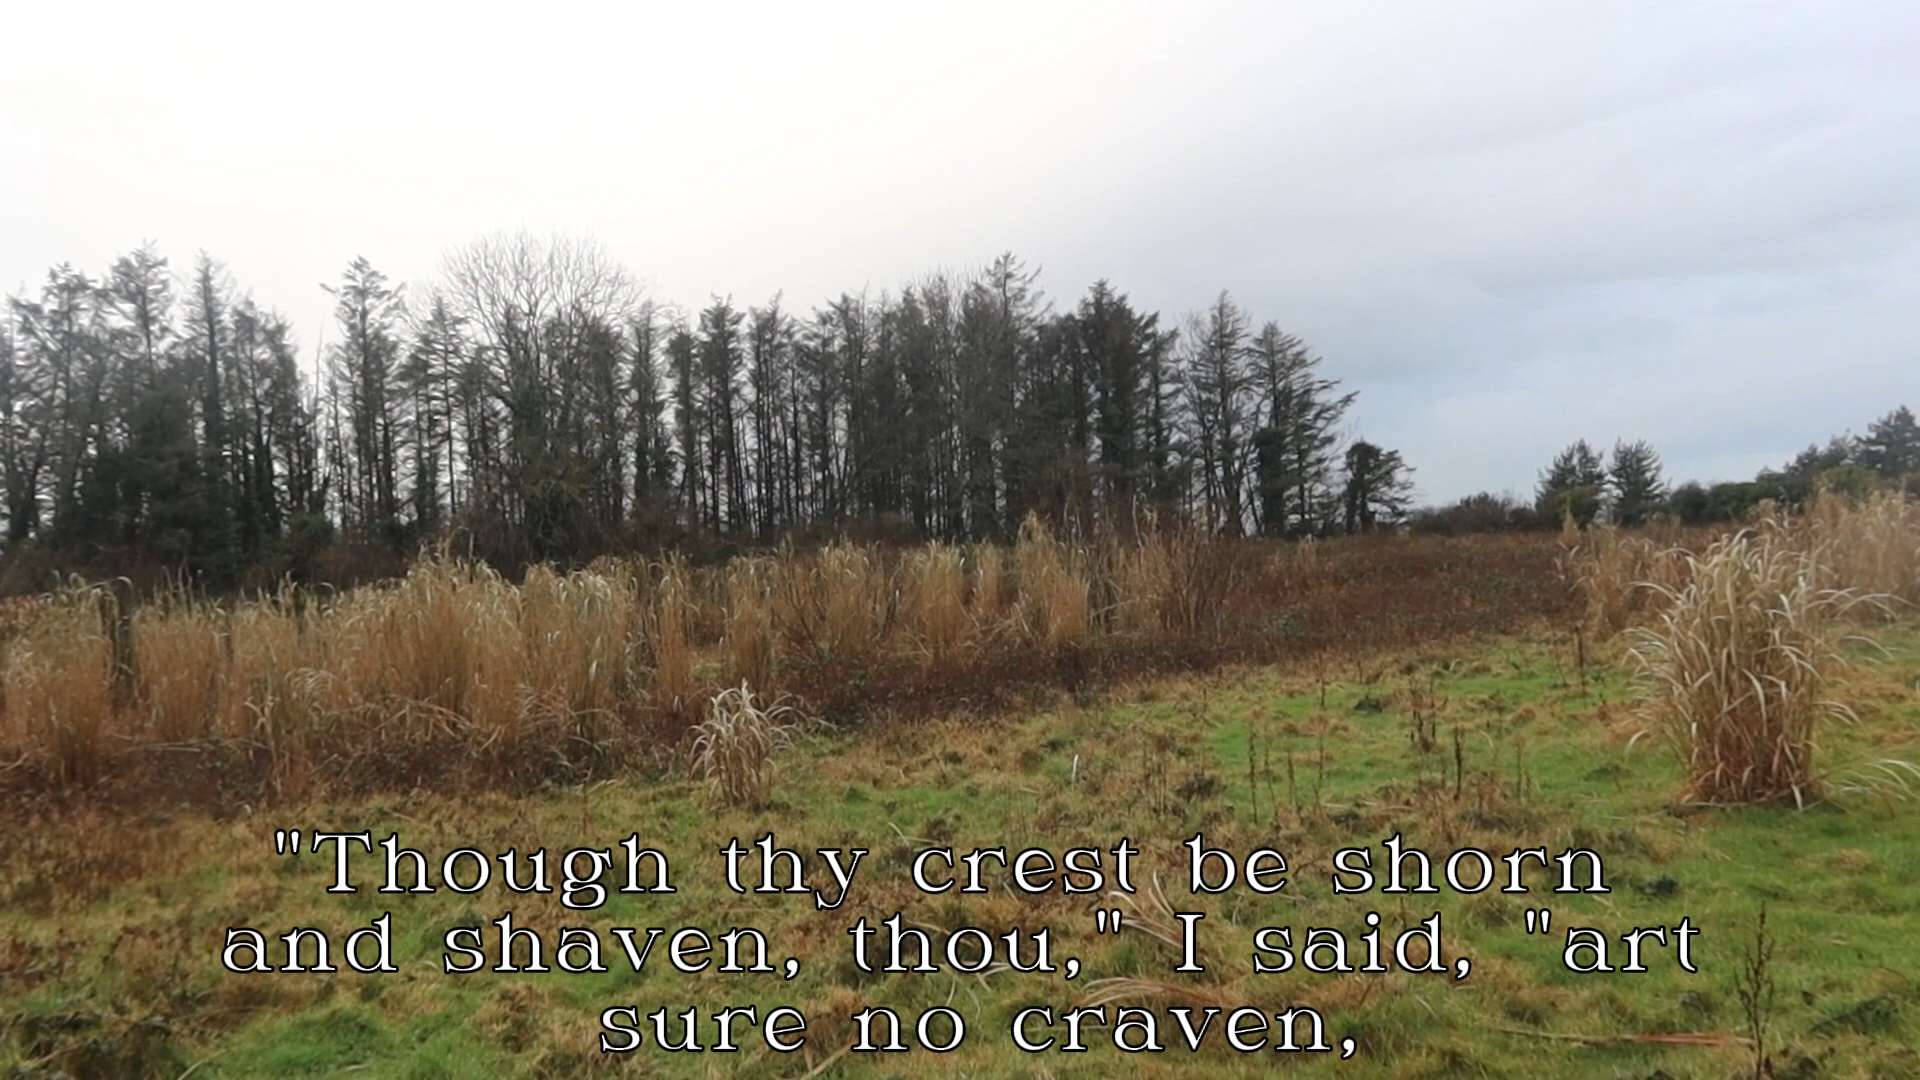 "Though thy crest be shorn
and shaven, thou," I said, "art
sure no craven,